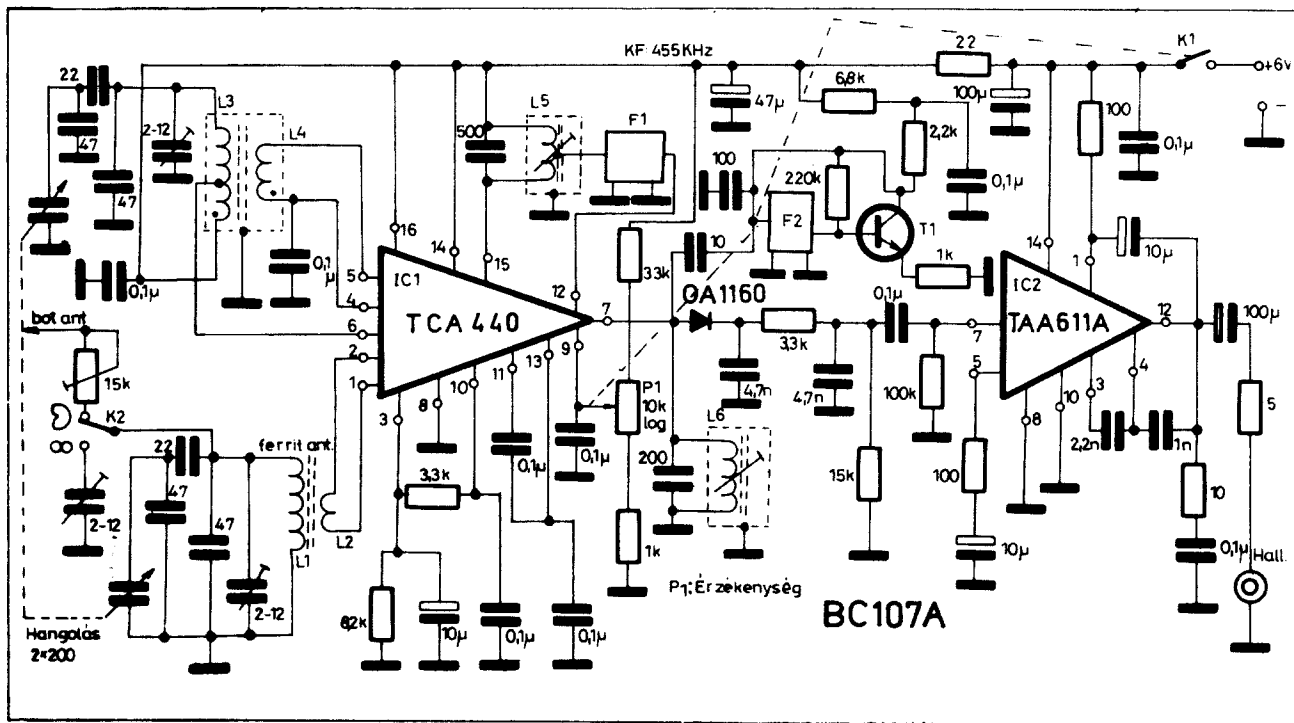 KF: 455KHz
22
K1
+6v
-
22
47
2-12
47
L3
L4
0,1µ
0,1
µ
500
L5
F1
47µ
6,8k
2,2k
100µ
100
0,1µ
0,1µ
100
220k
F2
T1
10
33k
1k
10µ
bot ant
15k
K2
16
14
15
5
4
6
2
1
IC1
TCA 440
12
7
9
13
11
10
8
3
OA1160
3,3k
0,1µ
4,7n
4,7n
100k
15k
14
1
IC2
TAA611A
12
7
5
4
3
10
8
100µ
5
2,2n
1n
10
0,1µ
Hall.
100
10µ
P1
10k
log
1k
0,1µ
0,1µ
200
L6
ferrit ant.
22
47
47
2-12
2-12
L1
L2
3,3k
8,2k
10µ
0,1µ
0,1µ
Hangolás
2×200
P1:Érzékenység
BC107A